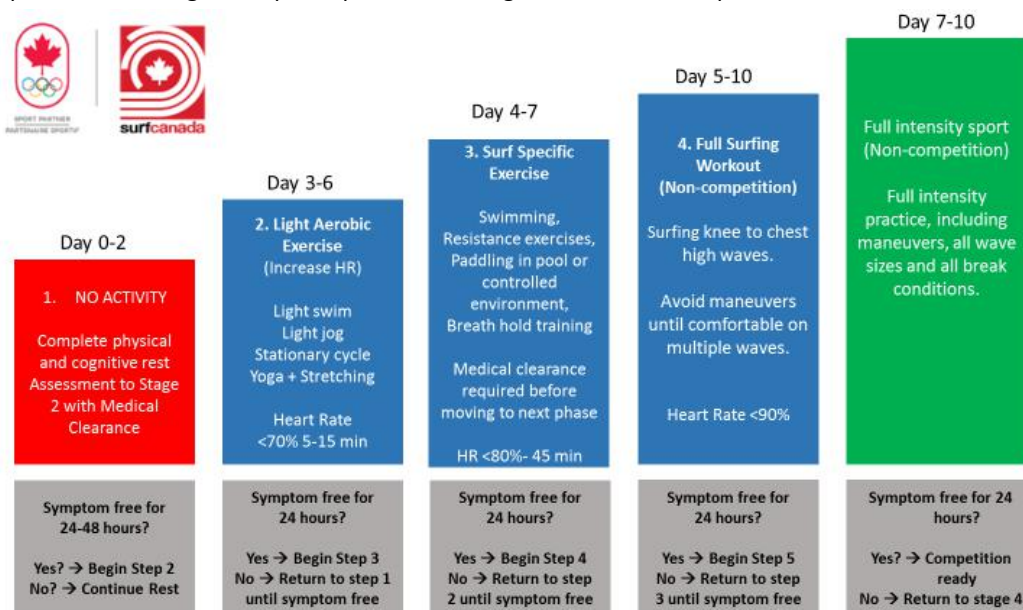 SPORT PARTNER
PARTENAIRE SPORTIF
surfcanada
Day 0-2
1. NO ACTIVITY
Complete physical
and cognitive rest
Assessment to Stage
2 with Medical
Clearance
Symptom free for
24-48 hours?
Yes? → Begin Step 2
No? → Continue Rest
Day 3-6
2. Light Aerobic
Exercise
(Increase HR)
Light swim
Light jog
Stationary cycle
Yoga + Stretching
Heart Rate
<70% 5-15 min
Symptom free for
24 hours?
Yes → Begin Step 3
No → Return to step 1
until symptom free
Day 4-7
3. Surf Specific
Exercise
Swimming,
Resistance exercises,
Paddling in pool or
controlled
environment,
Breath hold training
Medical clearance
required before
moving to next phase
HR <80%- 45 min
Symptom free for
24 hours?
Yes → Begin Step 4
No → Return to step
2 until symptom free
Day 5-10
4. Full Surfing
Workout
(Non-competition)
Surfing knee to chest
high waves.
Avoid maneuvers
until comfortable on
multiple waves.
Heart Rate <90%
Symptom free for
24 hours?
Yes → Begin Step 5
No → Return to step
3 until symptom free
Day 7-10
Full intensity sport
(Non-competition)
Full intensity
practice, including
maneuvers, all wave
sizes and all break
conditions.
Symptom free for 24
hours?
Yes? → Competition
ready
No → Return to stage 4